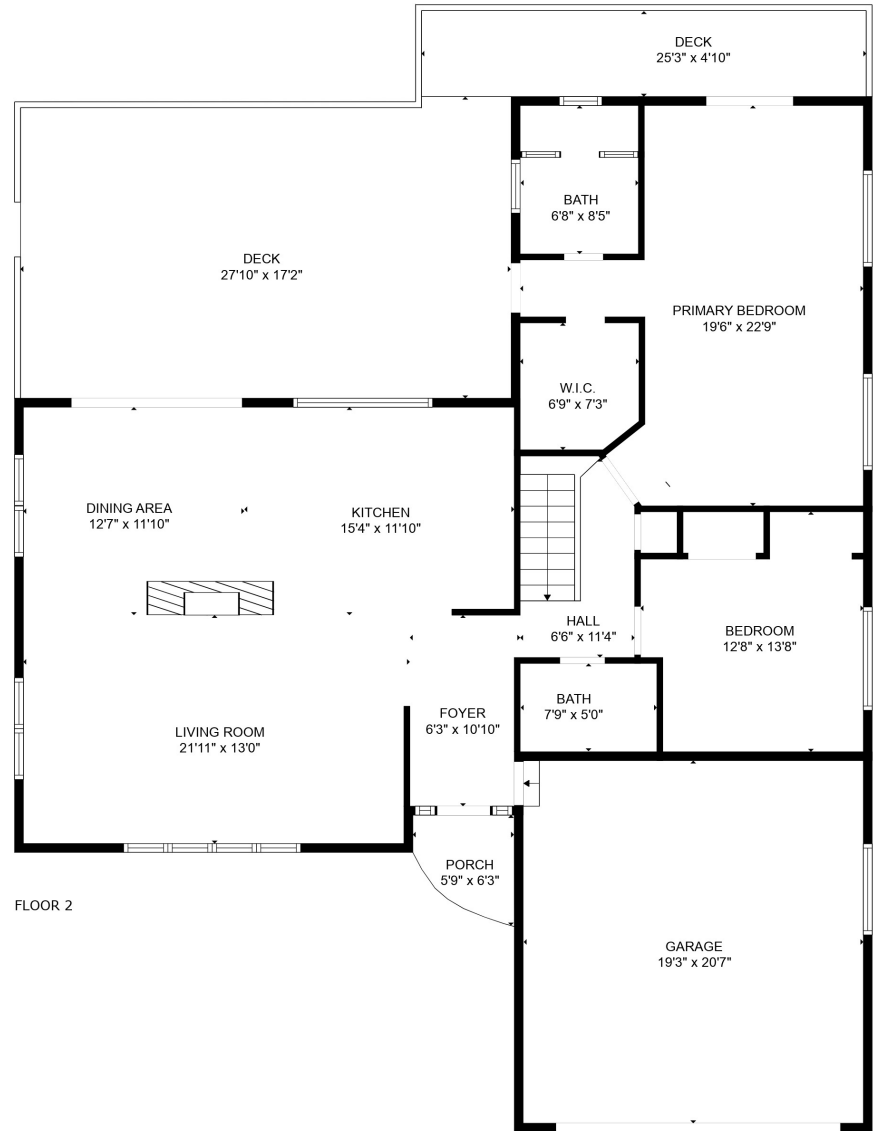 DECK
25'3" x 4'10"
BATH
6'8" x 8'5"
DECK
27'10" x 17'2"
PRIMARY BEDROOM
19'6" x 22'9"
W.I.C.
6'9" x 7'3"
DINING AREA
12'7" x 11'10"
KITCHEN
15'4" x 11'10"
HALL
6'6" x 11'4"
BEDROOM
12'8" x 13'8"
BATH
7'9" x 5'0"
FOYER
6'3" x 10'10"
LIVING ROOM
21'11" x 13'0"
PORCH
5'9" x 6'3"
FLOOR 2
GARAGE
19'3" x 20'7"